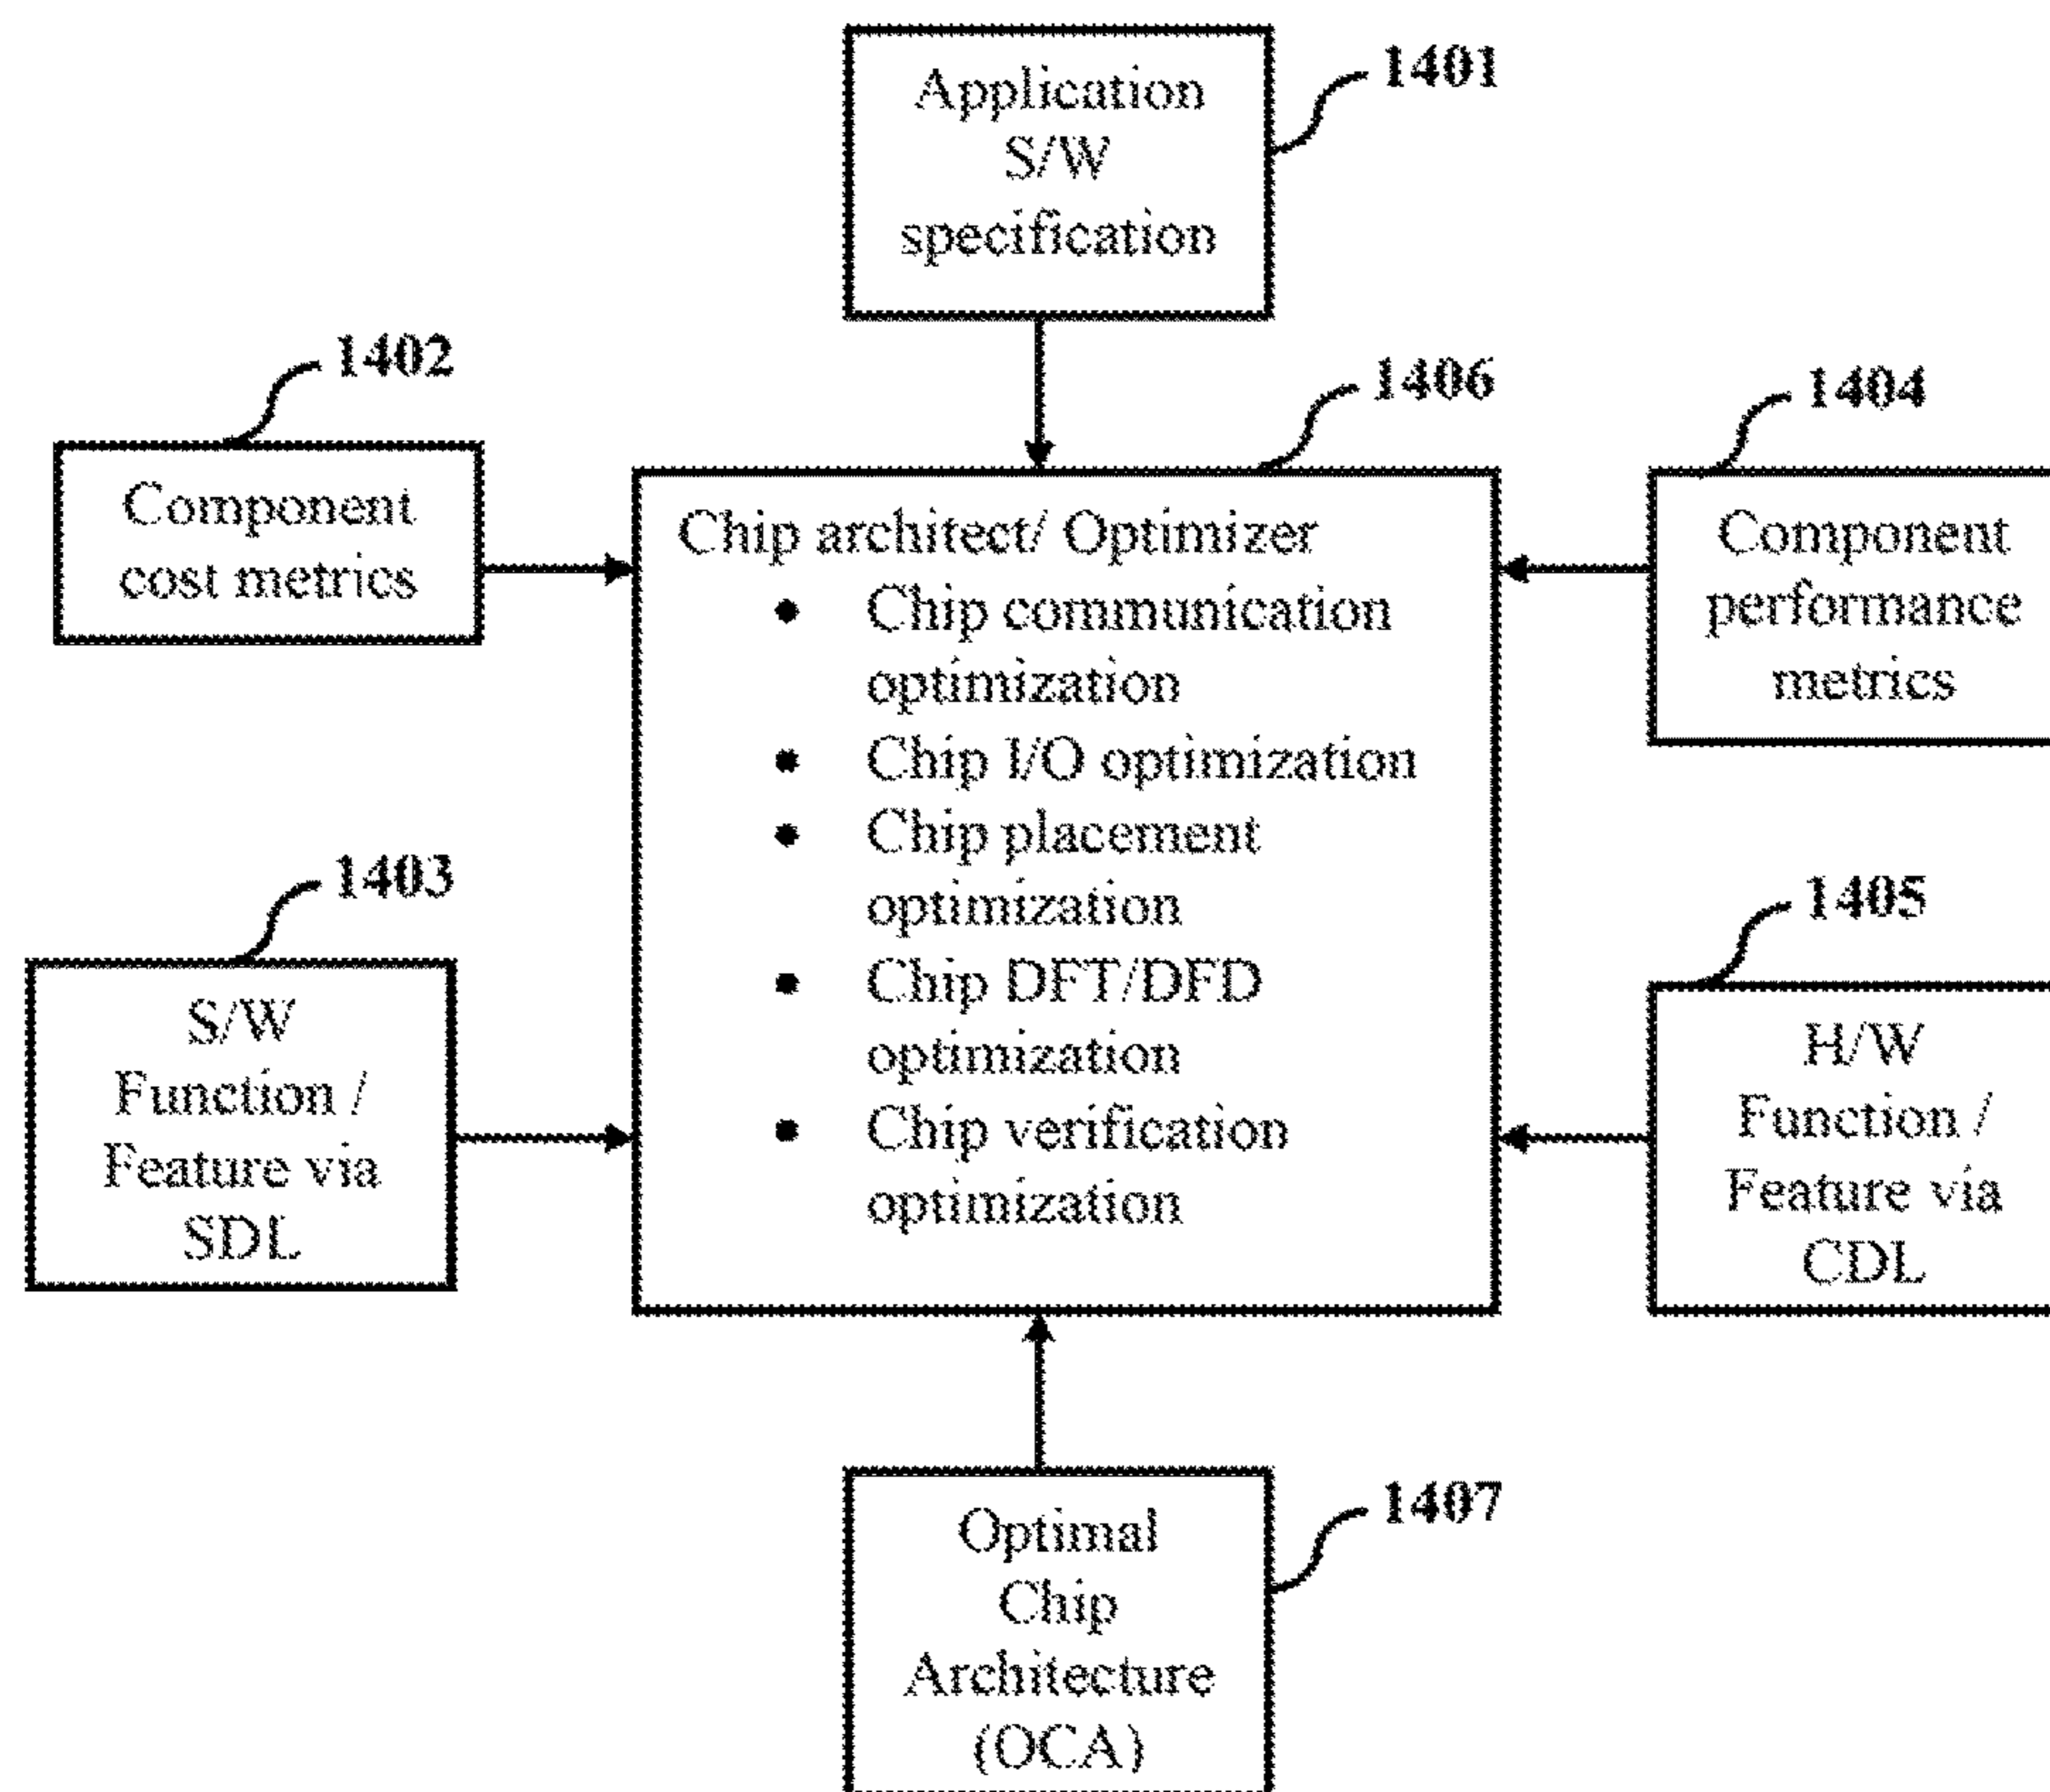 Application
S/W
specification
1401
1402
Component
cost metrics
1406
Chip architect/ Optimizer
• Chip communication
optimization
• Chip I/O optimization
• Chip placement
optimization
• Chip DFT/DFD
optimization
• Chip verification
optimization
1404
Component
performance
metrics
1403
S/W
Function /
Feature via
SDL
1405
H/W
Function /
Feature via
CDL
Optimal
Chip
Architecture
(OCA)
1407